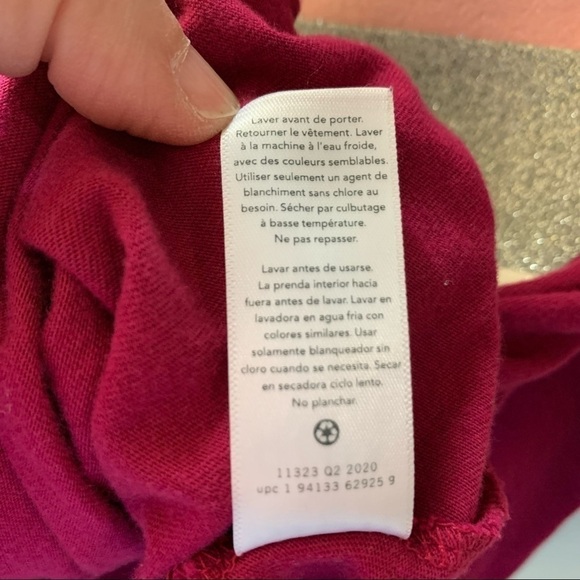 Laver avant de porter.
Retourner le vêtement. Laver
à la machine à l'eau froide,
avec des couleurs semblables.
Utiliser seulement un agent de
blanchiment sans chlore au
besoin. Sécher par culbutage
à basse température.
Ne pas repasser.
Lavar antes de usarse.
La prenda interior hacia
fuera antes de lavar. Lavar en
lavadora en agua fria con
colores similares. Usar
solamente blanqueador sin
cloro cuando se necesita. Secar
en secadora ciclo lento.
No planchar.
11323 Q2 2020
upc 1 94133 62925 9